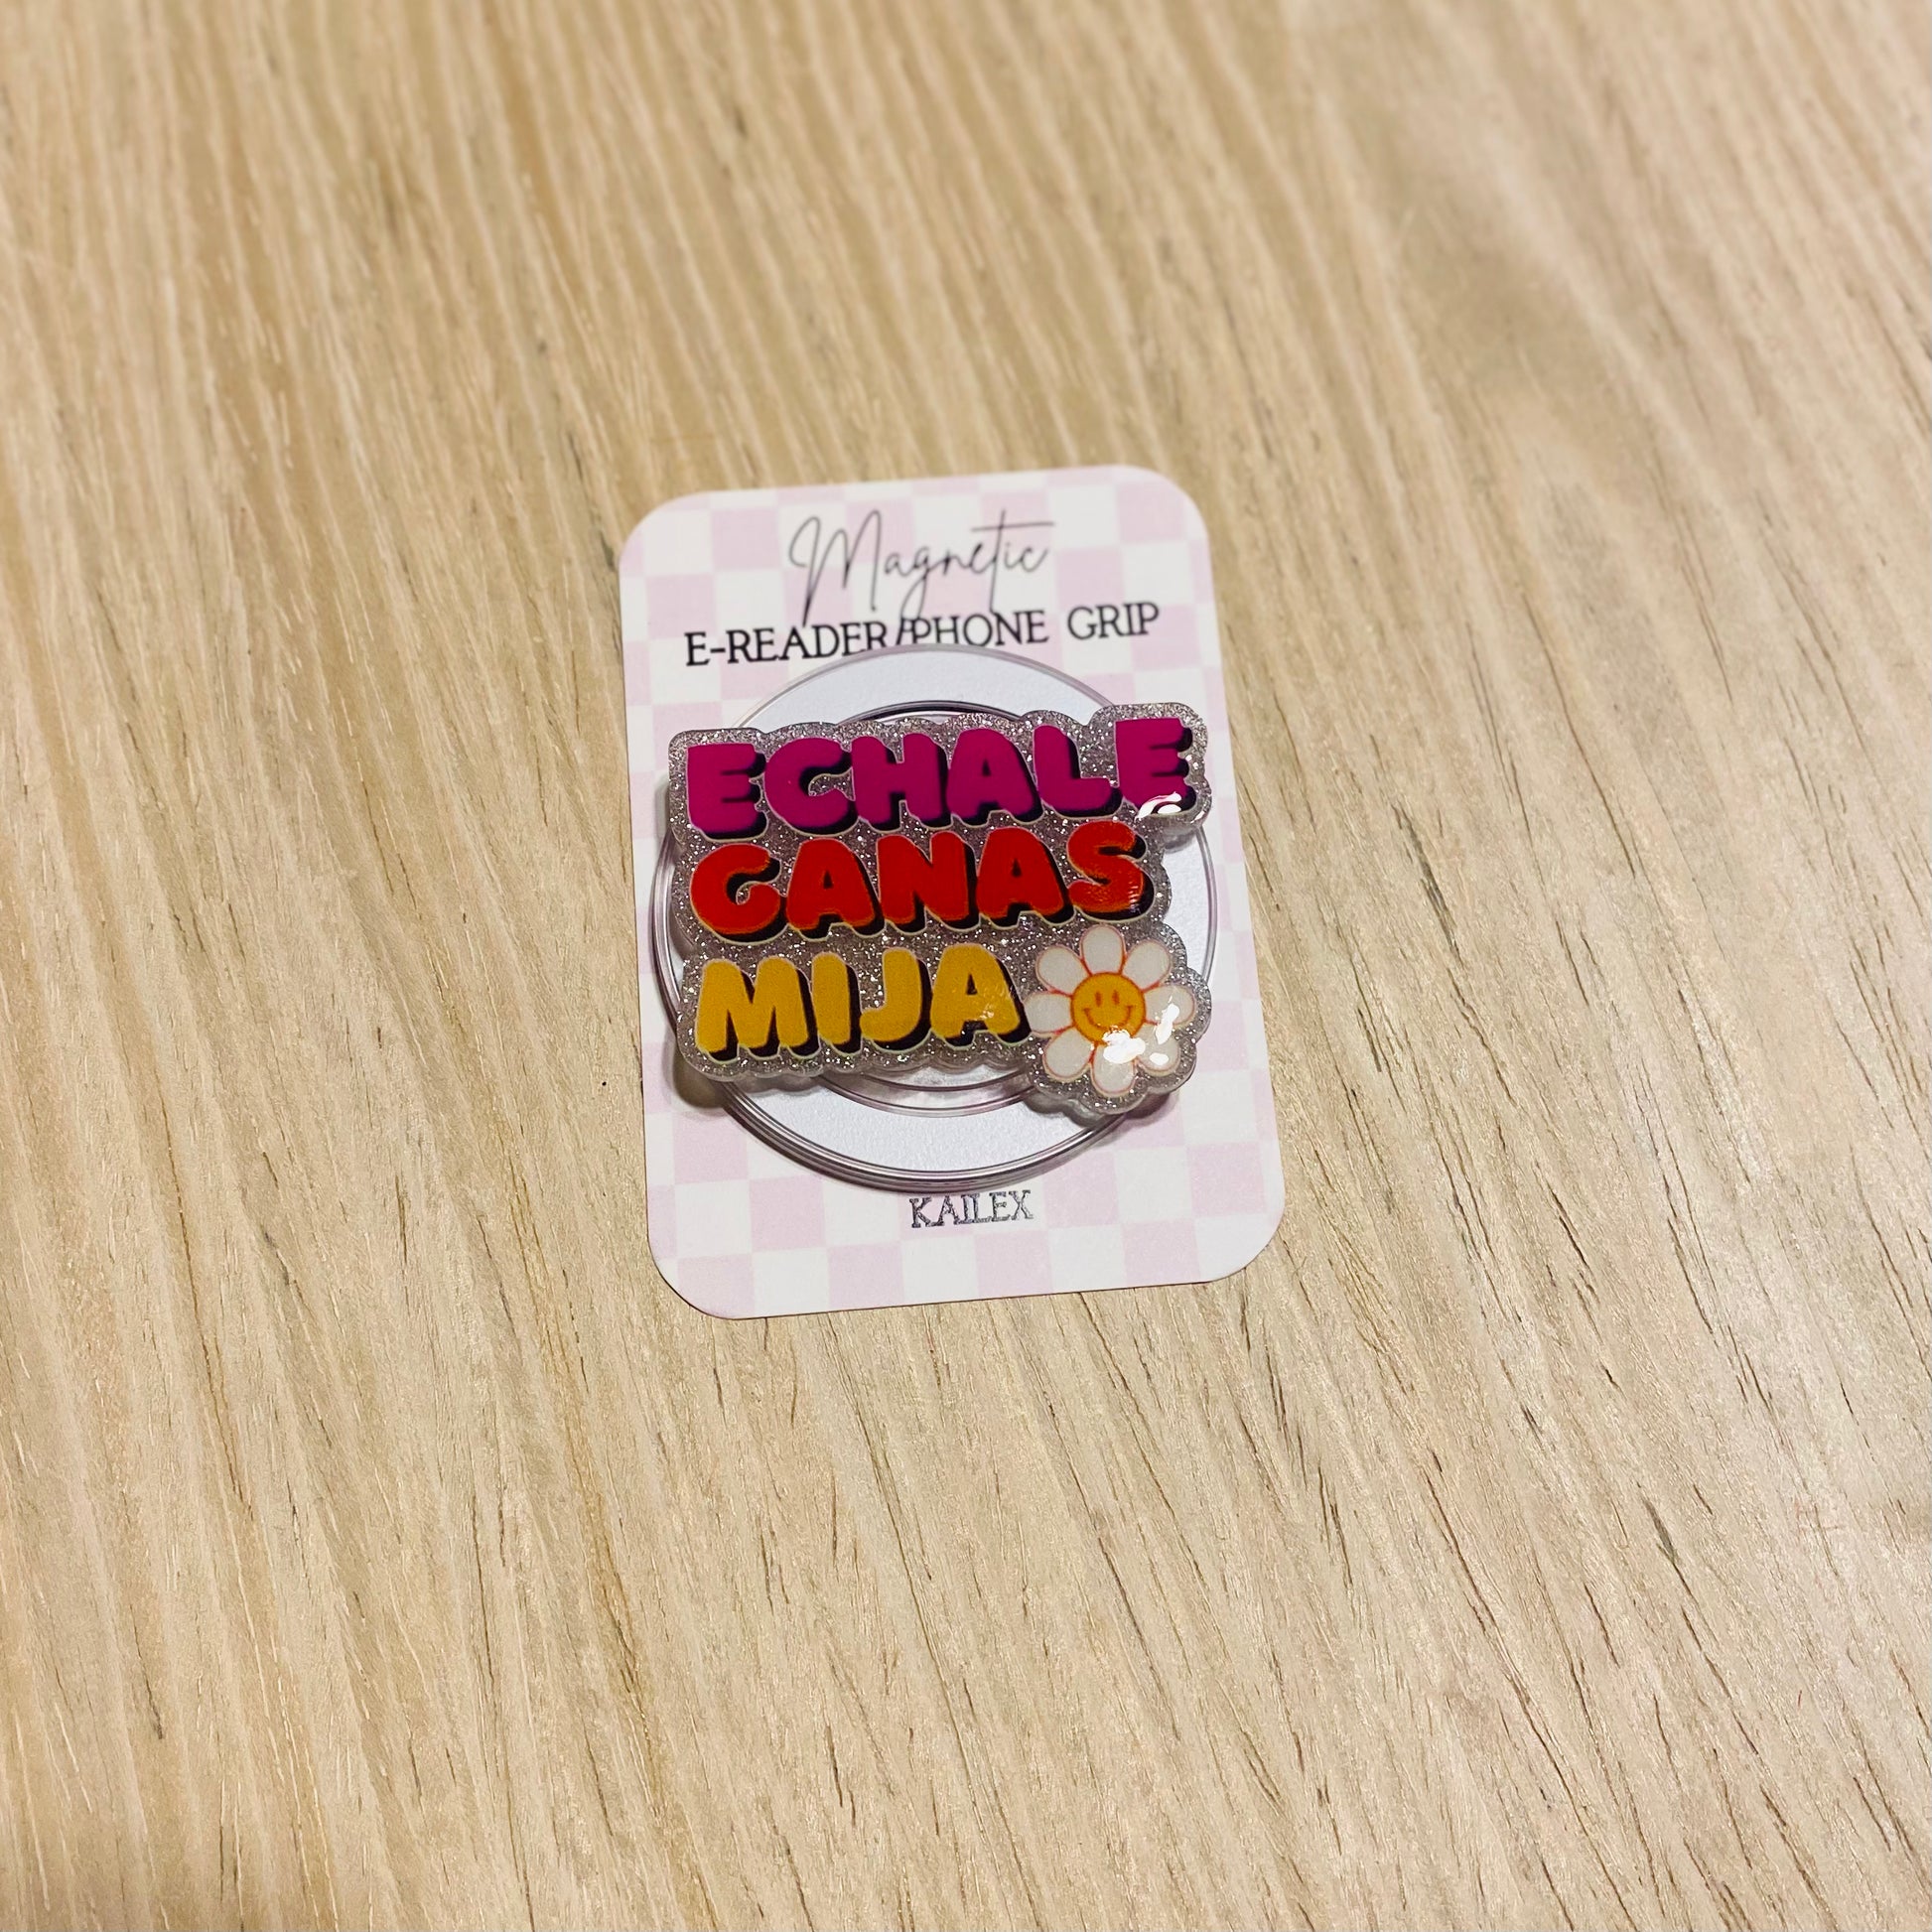 Magnetic
E-READER/PHONE GRIP
ECHALE
GANAS
MIJA
KAILEX